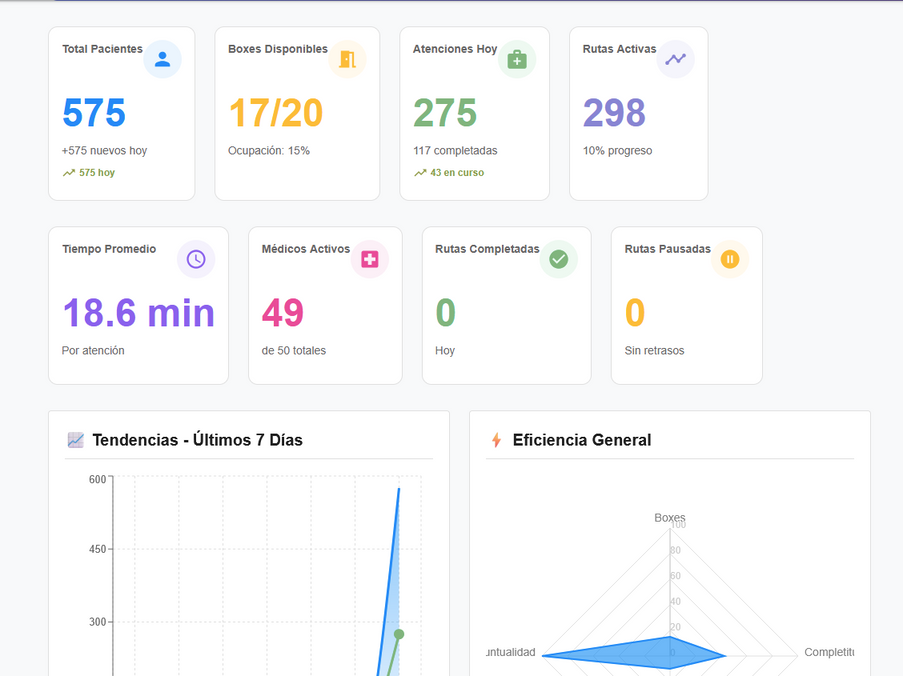 Total Pacientes
575
+575 nuevos hoy
575 hoy
Boxes Disponibles
17/20
Ocupación: 15%
Atenciones Hoy
275
117 completadas
43 en curso
Rutas Activas
298
10% progreso
Tiempo Promedio
18.6 min
Por atención
Médicos Activos
49
de 50 totales
Rutas Completadas
0
Hoy
Rutas Pausadas
0
Sin retrasos
Tendencias - Últimos 7 Días
600
450
300
Eficiencia General
Boxes
100
80
60
40
20
0
untualidad
Completitu